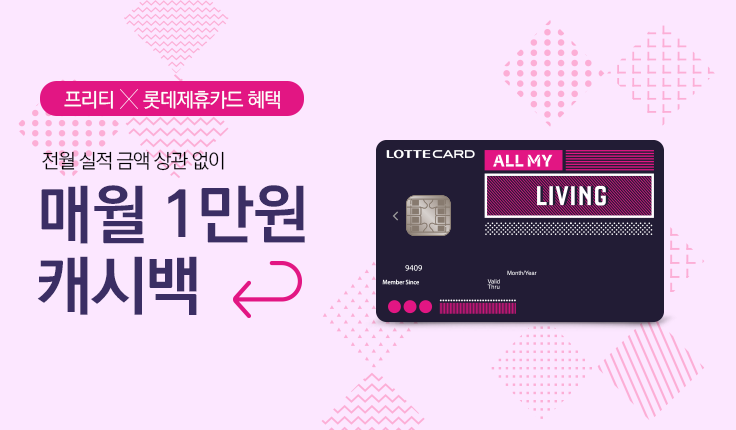 프리티 X 롯데제휴카드 혜택
전월 실적 금액 상관 없이
매월 1만원
캐시백
LOTTECARD
ALL MY
LIVING
9409
Month/Year
Member Since
Valid
Thru